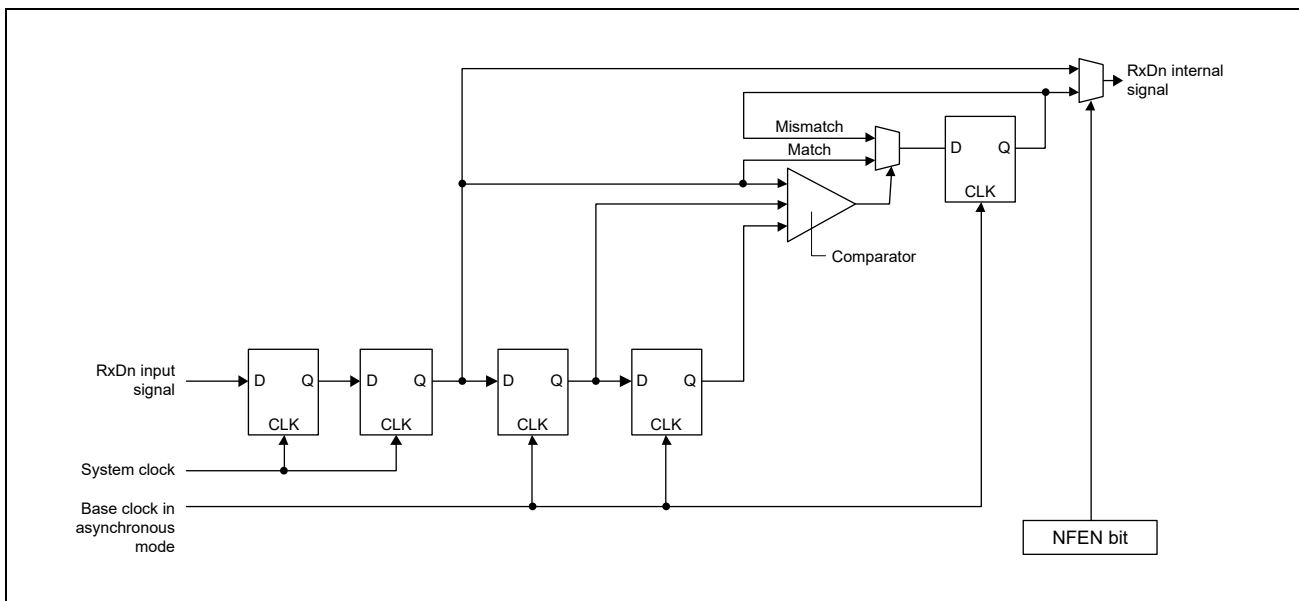 RxDn internal
signal
Mismatch
Match
D
Q
CLK
Comparator
RxDn input
signal
D
Q
CLK
D
Q
CLK
D
Q
CLK
D
Q
CLK
System clock
Base clock in
asynchronous
mode
NFEN bit